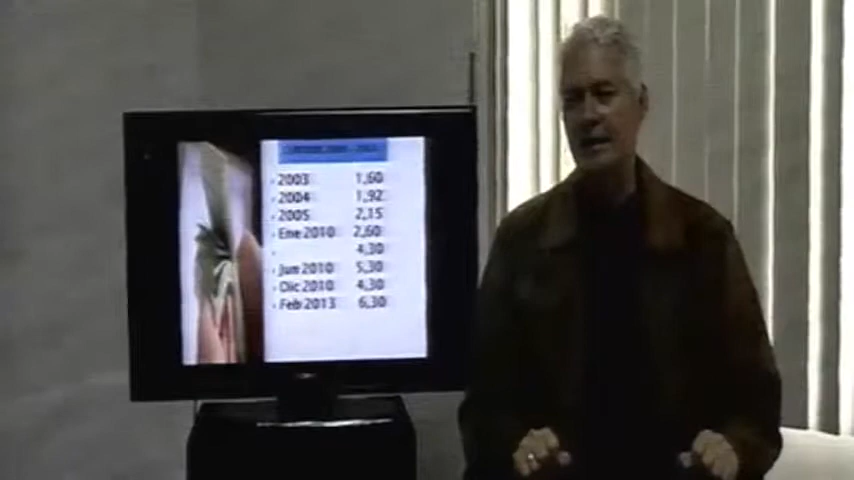 - 2003 1,60
- 2004 1,92
- 2005 2,15
- Ene 2010 2,60
- 4,30
- Jun 2010 5,30
- Dic 2010 4,30
- Feb 2013 6,30